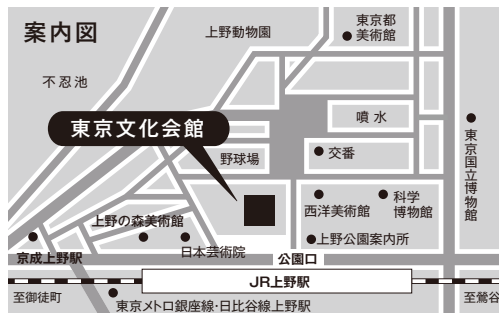 案内図
上野動物園
東京都
美術館
不忍池
東京文化会館
噴水
野球場
交番
東京国立博物館
西洋美術館
科学
博物館
上野の森美術館
上野公園案内所
京成上野駅
日本芸術院
公園口
JR上野駅
至御徒町
東京メトロ銀座線・日比谷線上野駅
至鶯谷